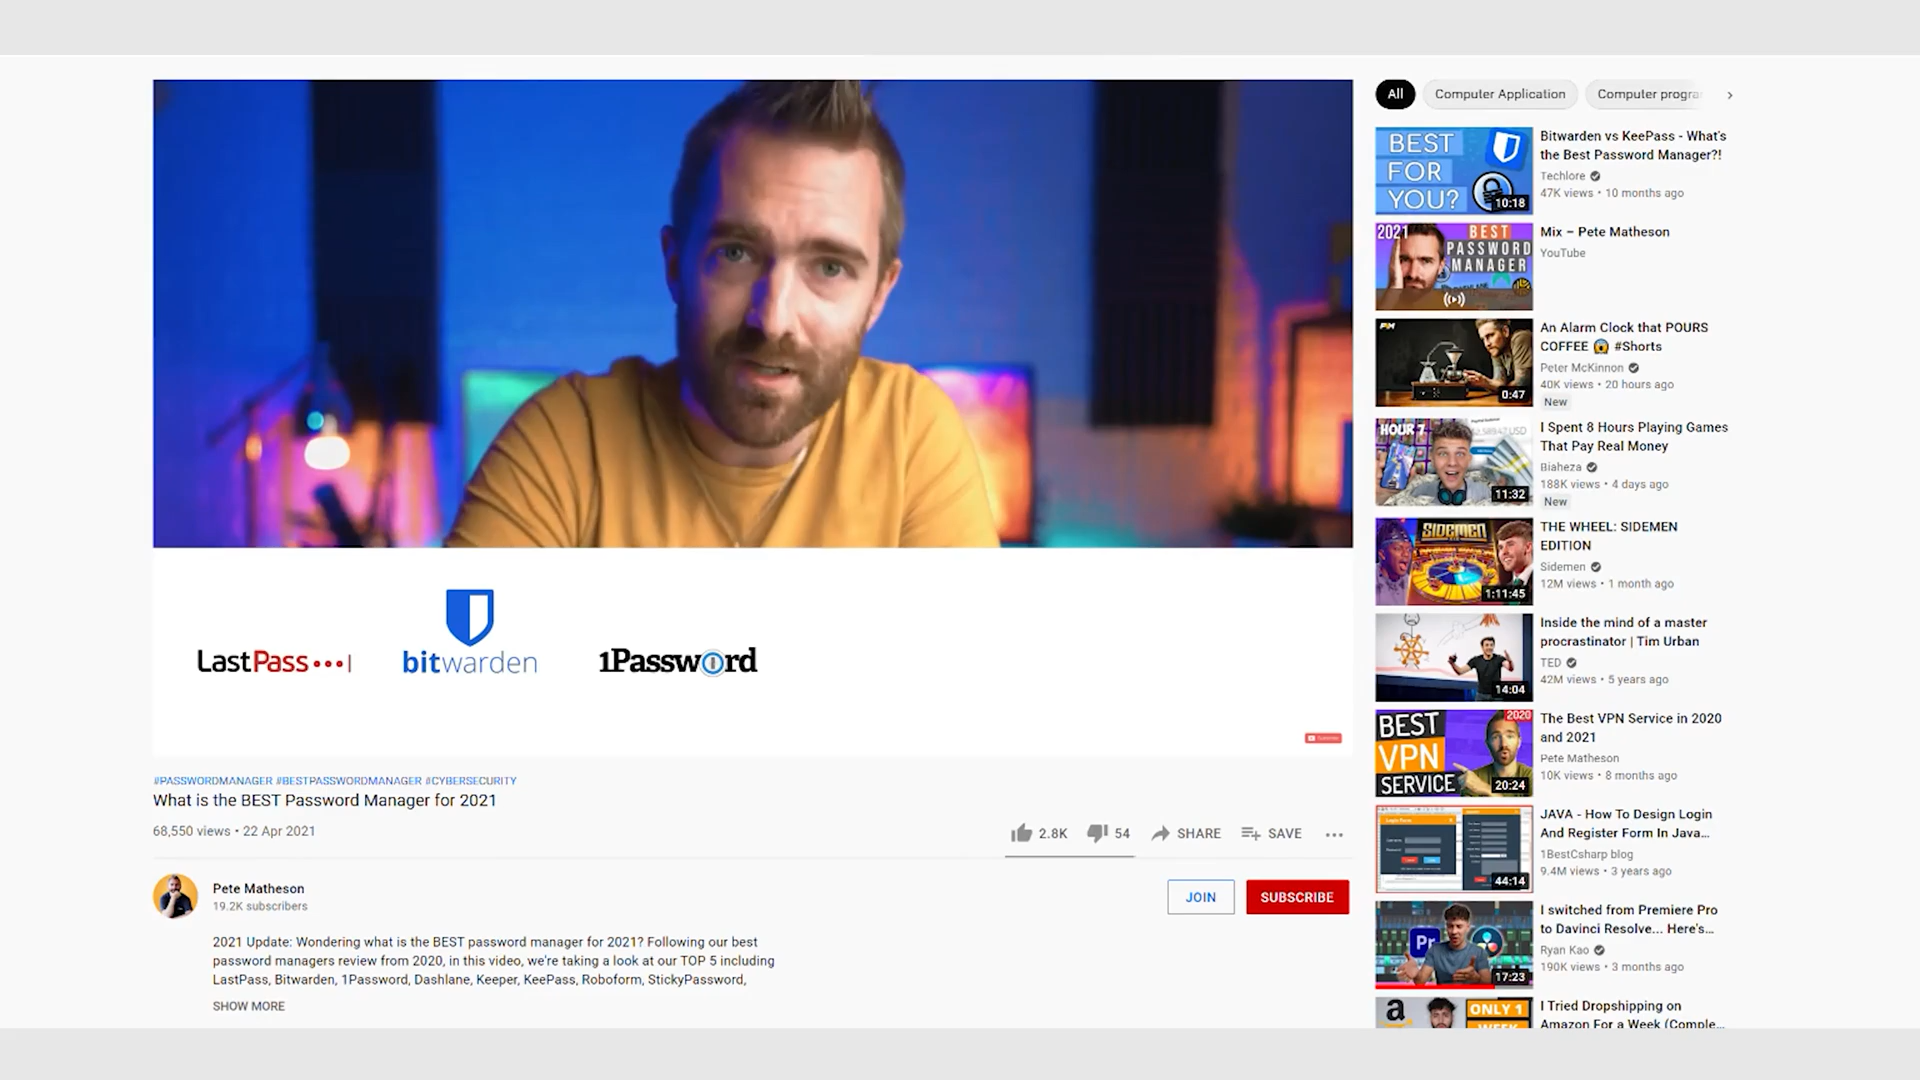 LastPass
bitwarden
1Password
Subscribe
#PASSWORDMANAGER #BESTPASSWORDMANAGER #CYBERSECURITY
What is the BEST Password Manager for 2021
68,550 views • 22 Apr 2021
2.8K
54
SHARE
SAVE
Pete Matheson
19.2K subscribers
JOIN
SUBSCRIBE
2021 Update: Wondering what is the BEST password manager for 2021? Following our best
password managers review from 2020, in this video, we're taking a look at our TOP 5 including
LastPass, Bitwarden, 1Password, Dashlane, Keeper, KeePass, Roboform, StickyPassword,
SHOW MORE
All
Computer Application
Computer progra
BEST
FOR
YOU?
10:18
Bitwarden vs KeePass - What's
the Best Password Manager?!
Techlore
47K views • 10 months ago
2021
BEST
PASSWORD
MANAGER
Mix – Pete Matheson
YouTube
0:47
An Alarm Clock that POURS
COFFEE 😱 #Shorts
Peter McKinnon
40K views • 20 hours ago
New
HOUR 7
11:32
I Spent 8 Hours Playing Games
That Pay Real Money
Biaheza
188K views • 4 days ago
New
SIDEMEN
1:11:45
THE WHEEL: SIDEMEN
EDITION
Sidemen
12M views • 1 month ago
14:04
Inside the mind of a master
procrastinator | Tim Urban
TED
42M views • 5 years ago
2020
BEST
VPN
SERVICE
20:24
The Best VPN Service in 2020
and 2021
Pete Matheson
10K views • 8 months ago
44:14
JAVA - How To Design Login
And Register Form In Java...
1BestCsharp blog
9.4M views • 3 years ago
Pr
17:23
I switched from Premiere Pro
to Davinci Resolve... Here's...
Ryan Kao
190K views • 3 months ago
a
ONLY 1
WEEK
I Tried Dropshipping on
Amazon For a Week (Comple...